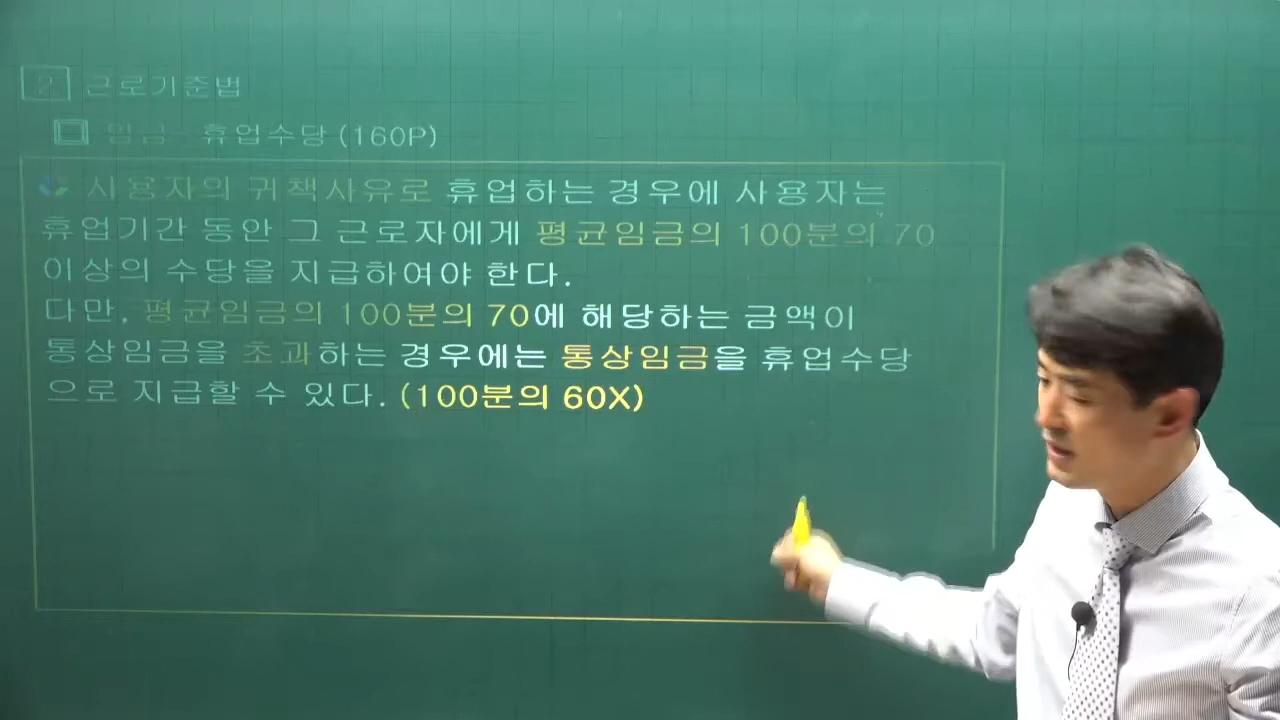 2 근로기준법
임금- 휴업수당(160P)
사용자의 귀책사유로 휴업하는 경우에 사용자는
휴업기간 동안 그 근로자에게 평균임금의 100분의 70
이상의 수당을 지급하여야 한다.
다만, 평균임금의 100분의 70에 해당하는 금액이
통상임금을 초과하는 경우에는 통상임금을 휴업수당
으로 지급할 수 있다. (100분의 60X)